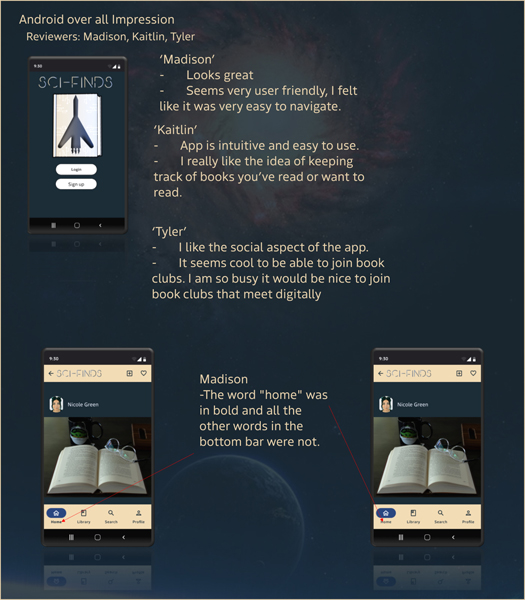 Android over all Impression
Reviewers: Madison, Kaitlin, Tyler
9:30
SCI-FINDS
Login
Sign up
‘Madison’
- Looks great
- Seems very user friendly, I felt
like it was very easy to navigate.
‘Kaitlin’
- App is intuitive and easy to use.
- I really like the idea of keeping
track of books you’ve read or want to
read.
‘Tyler’
- I like the social aspect of the app.
- It seems cool to be able to join book
clubs. I am so busy it would be nice to join
book clubs that meet digitally
9:30
SCI-FINDS
Nicole Green
Home Library Search Profile
Madison
-The word "home" was
in bold and all the
other words in the
bottom bar were not.
9:30
SCI-FINDS
Nicole Green
Home Library Search Profile